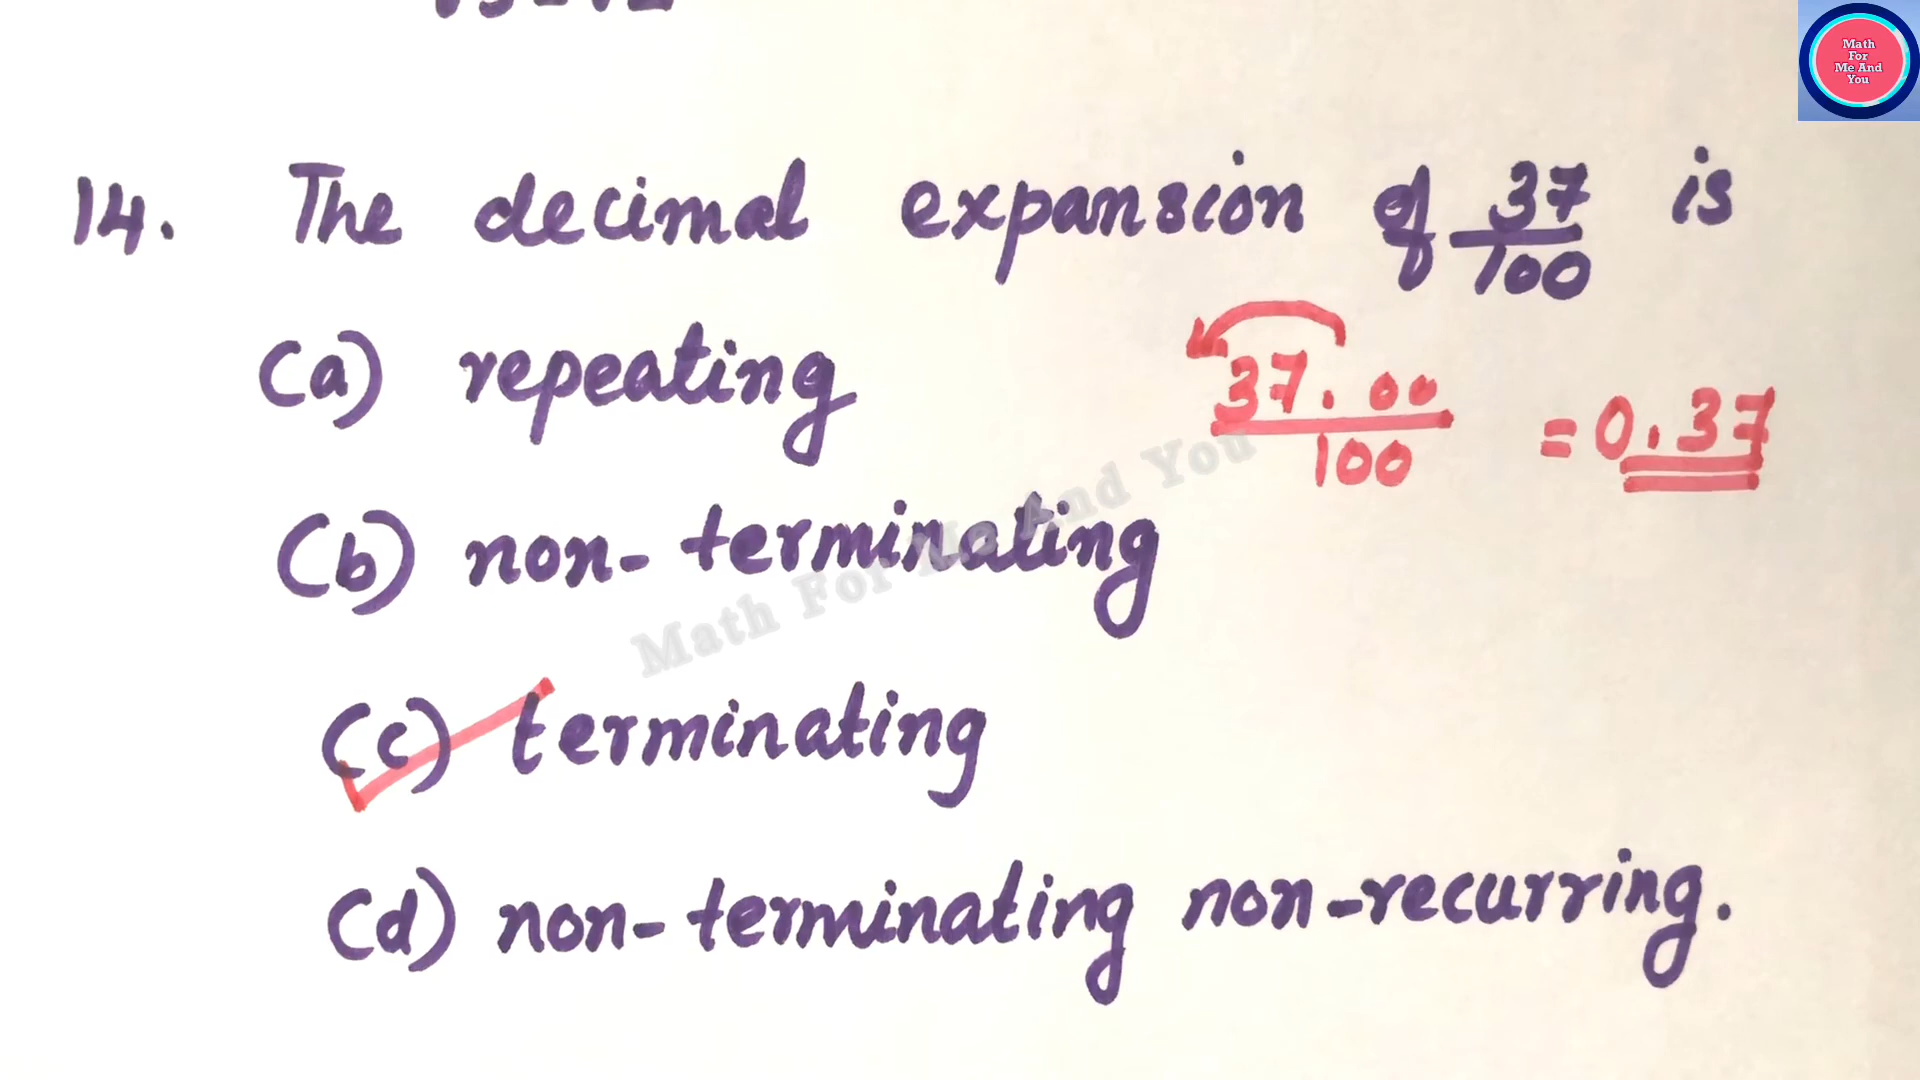 Math
For
Me And
You
14. The decimal expansion of 37/100 is
(a) repeating
37.00/100 = 0.37
(b) non-terminating
(c) terminating
(d) non-terminating non-recurring.
Math For Me And You